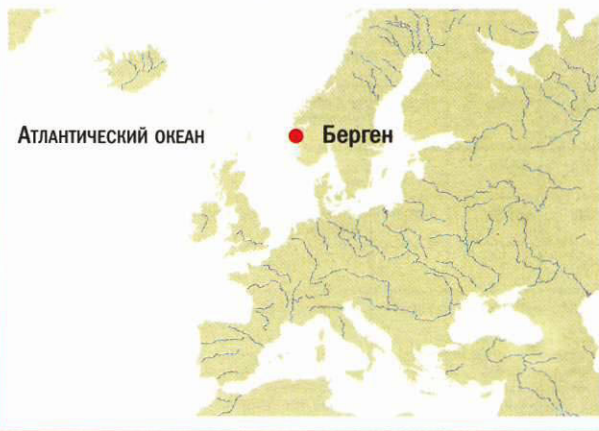 Атлантический океан
Берген